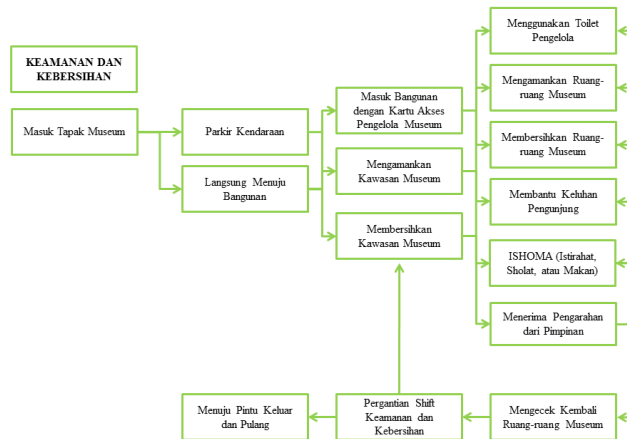 KEAMANAN DAN
KEBERSIHAN
Masuk Tapak Museum
Parkir Kendaraan
Langsung Menuju
Bangunan
Masuk Bangunan
dengan Kartu Akses
Pengelola Museum
Mengamankan
Kawasan Museum
Membersihkan
Kawasan Museum
Menggunakan Toilet
Pengelola
Mengamankan Ruang-
ruang Museum
Membersihkan Ruang-
ruang Museum
Membantu Keluhan
Pengunjung
ISHOMA (Istirahat,
Sholat, atau Makan)
Menerima Pengarahan
dari Pimpinan
Menuju Pintu Keluar
dan Pulang
Pergantian Shift
Keamanan dan
Kebersihan
Mengecek Kembali
Ruang-ruang Museum